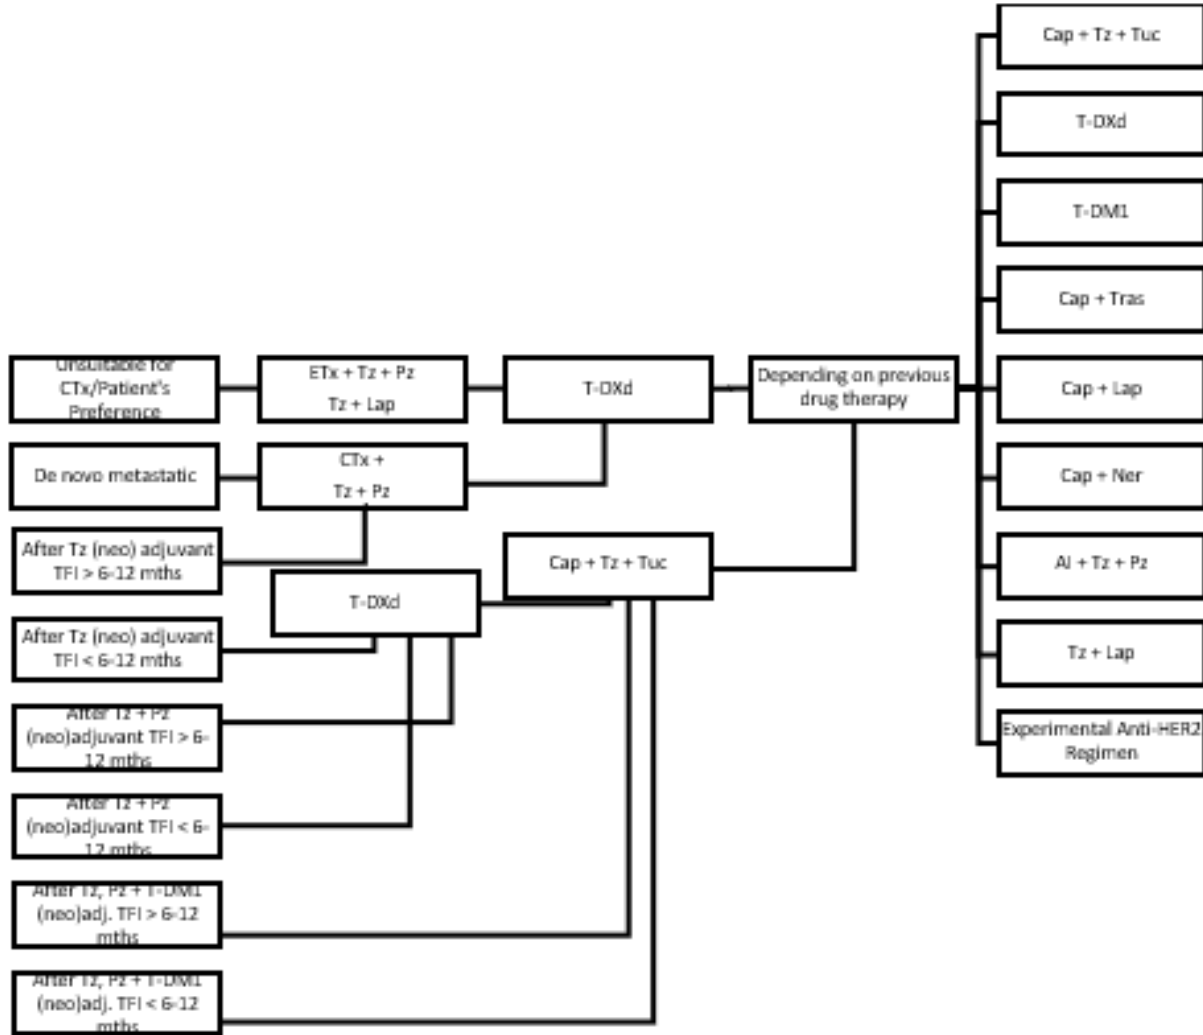 Cap + Tz + Tuc
T-DXd
T-DM1
Cap + Tras
Unsuitable for
CTx/Patient's
Preference
ETx + Tz + Pz
Tz + Lap
T-DXd
Depending on previous
drug therapy
Cap + Lap
De novo metastatic
CTx +
Tz + Pz
Cap + Ner
After Tz (neo) adjuvant
TFI > 6-12 mths
Cap + Tz + Tuc
AI + Tz + Pz
T-DXd
After Tz (neo) adjuvant
TFI < 6-12 mths
Tz + Lap
After Tz + Pz
(neo)adjuvant TFI > 6-
12 mths
Experimental Anti-HER2
Regimen
After Tz + Pz
(neo)adjuvant TFI < 6-
12 mths
After Tz, Pz + T-DM1
(neo)adj. TFI > 6-12
mths
After Tz, Pz + T-DM1
(neo)adj. TFI < 6-12
mths